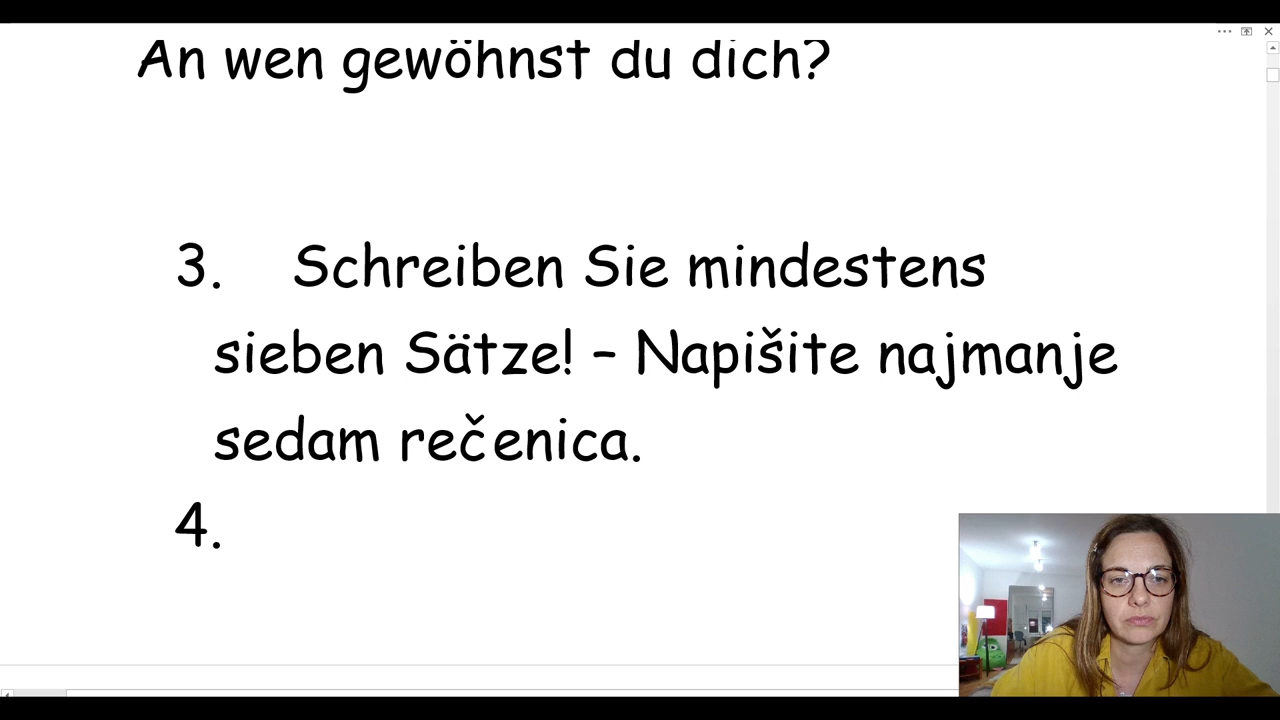 An wen gewöhnst du dich?
3. Schreiben Sie mindestens
sieben Sätze! – Napišite najmanje
sedam rečenica.
4.